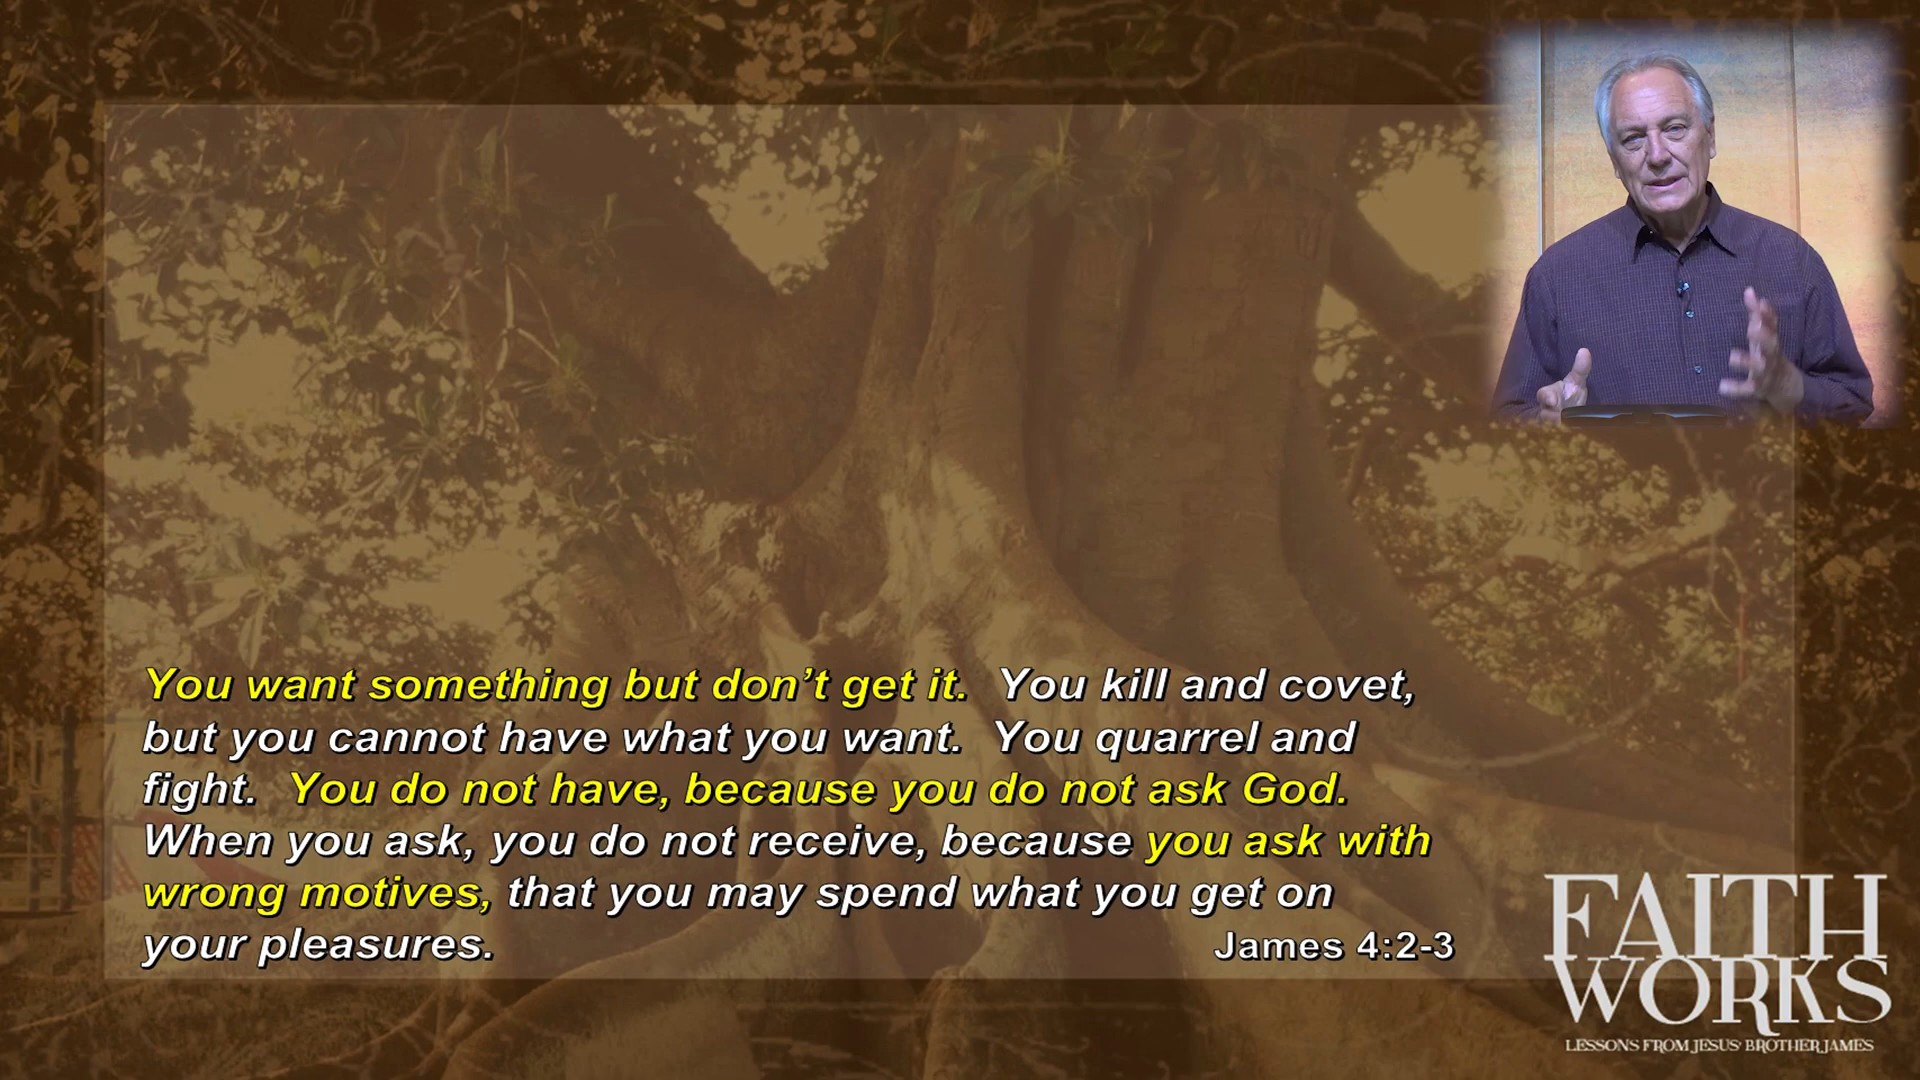 You want something but don't get it. You kill and covet,
but you cannot have what you want. You quarrel and
fight. You do not have, because you do not ask God.
When you ask, you do not receive, because you ask with
wrong motives, that you may spend what you get on
your pleasures.
James 4:2-3
FAITH
WORKS
LESSONS FROM JESUS' BROTHER JAMES